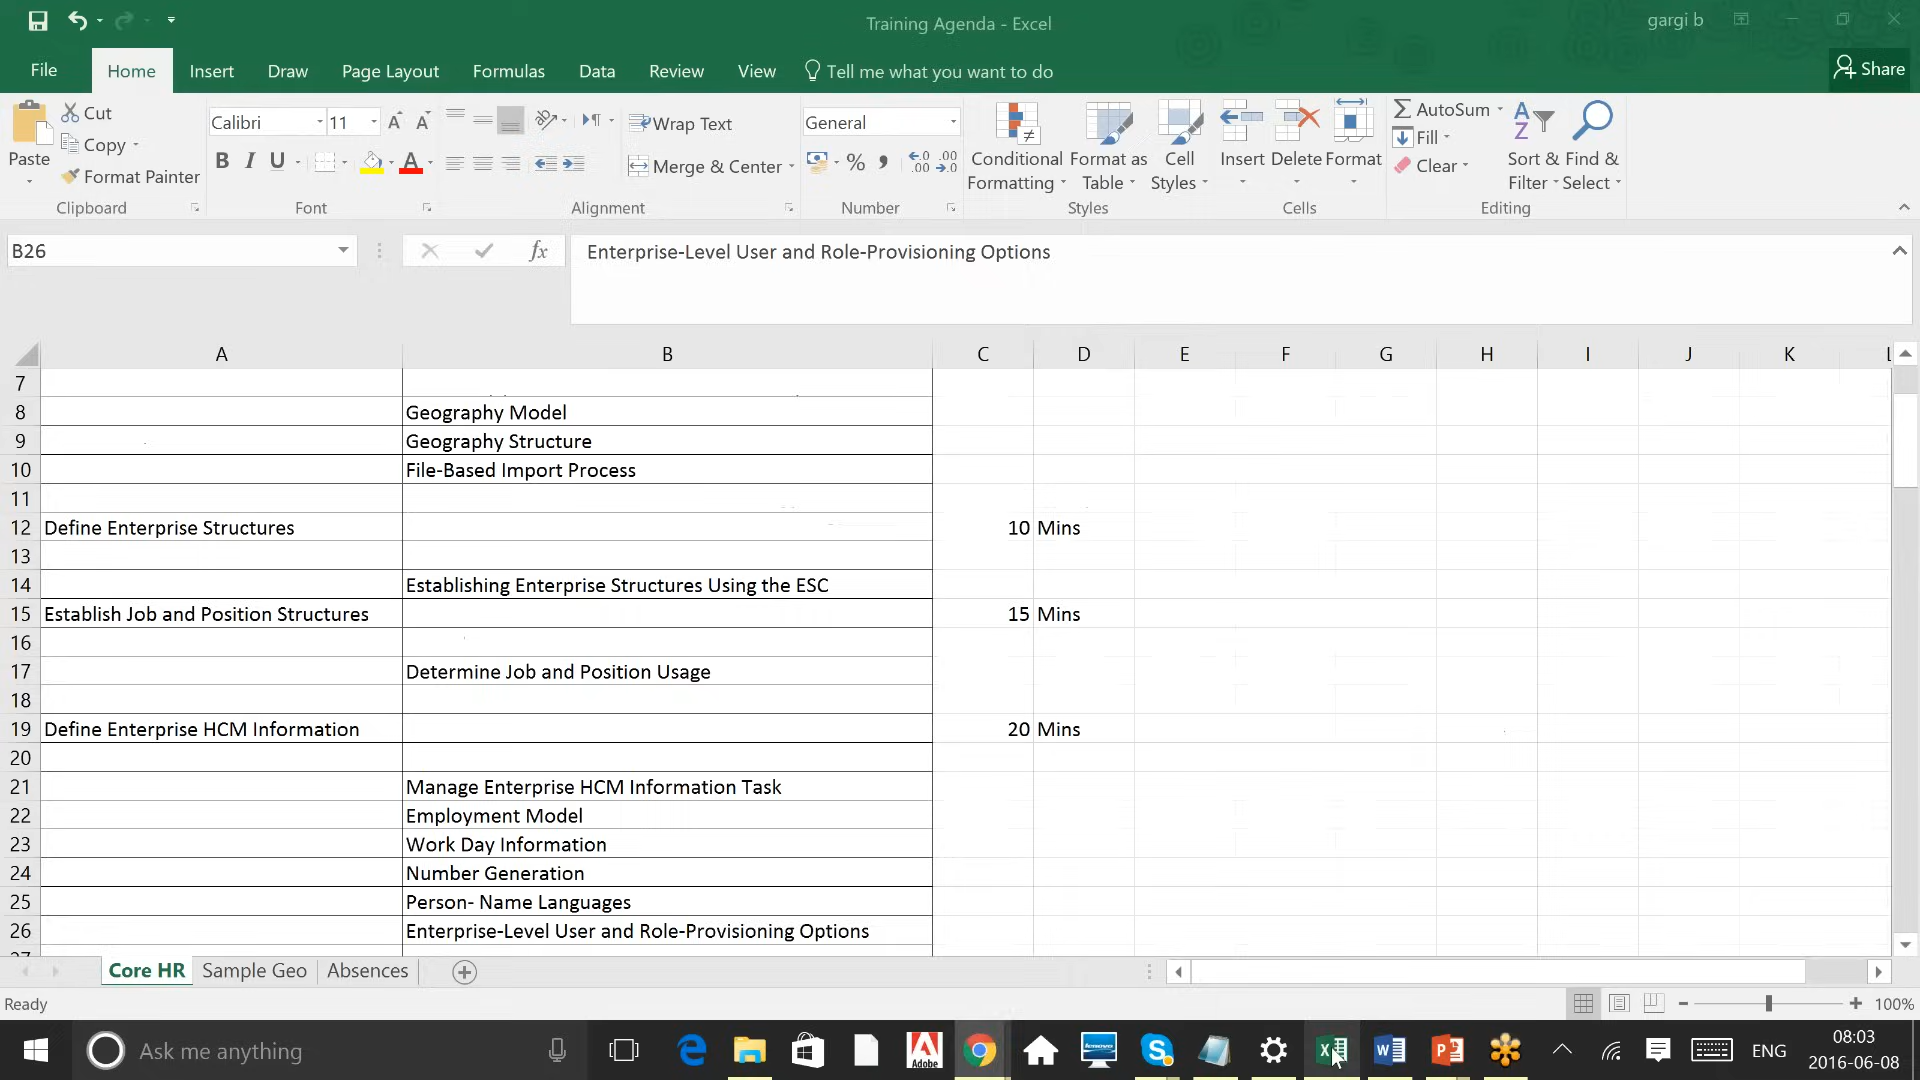 Training Agenda - Excel
gargi b
File Home Insert Draw Page Layout Formulas Data Review View Tell me what you want to do Share
Cut
Copy
Format Painter
Paste
Clipboard
Calibri 11
B I U A
Font
Wrap Text
Merge & Center
Alignment
General
% , .00 .00
Number
Conditional Formatting
Format as Table
Cell Styles
Styles
Insert Delete Format
Cells
AutoSum
Fill
Clear
Sort & Filter
Find & Select
Editing
B26 fx Enterprise-Level User and Role-Provisioning Options
A B C D E F G H I J K L
7
8 Geography Model
9 Geography Structure
10 File-Based Import Process
11
12 Define Enterprise Structures 10 Mins
13
14 Establishing Enterprise Structures Using the ESC
15 Establish Job and Position Structures 15 Mins
16
17 Determine Job and Position Usage
18
19 Define Enterprise HCM Information 20 Mins
20
21 Manage Enterprise HCM Information Task
22 Employment Model
23 Work Day Information
24 Number Generation
25 Person- Name Languages
26 Enterprise-Level User and Role-Provisioning Options
Core HR Sample Geo Absences
Ready 100%
Ask me anything
Adobe
lenovo
ENG
08:03
2016-06-08